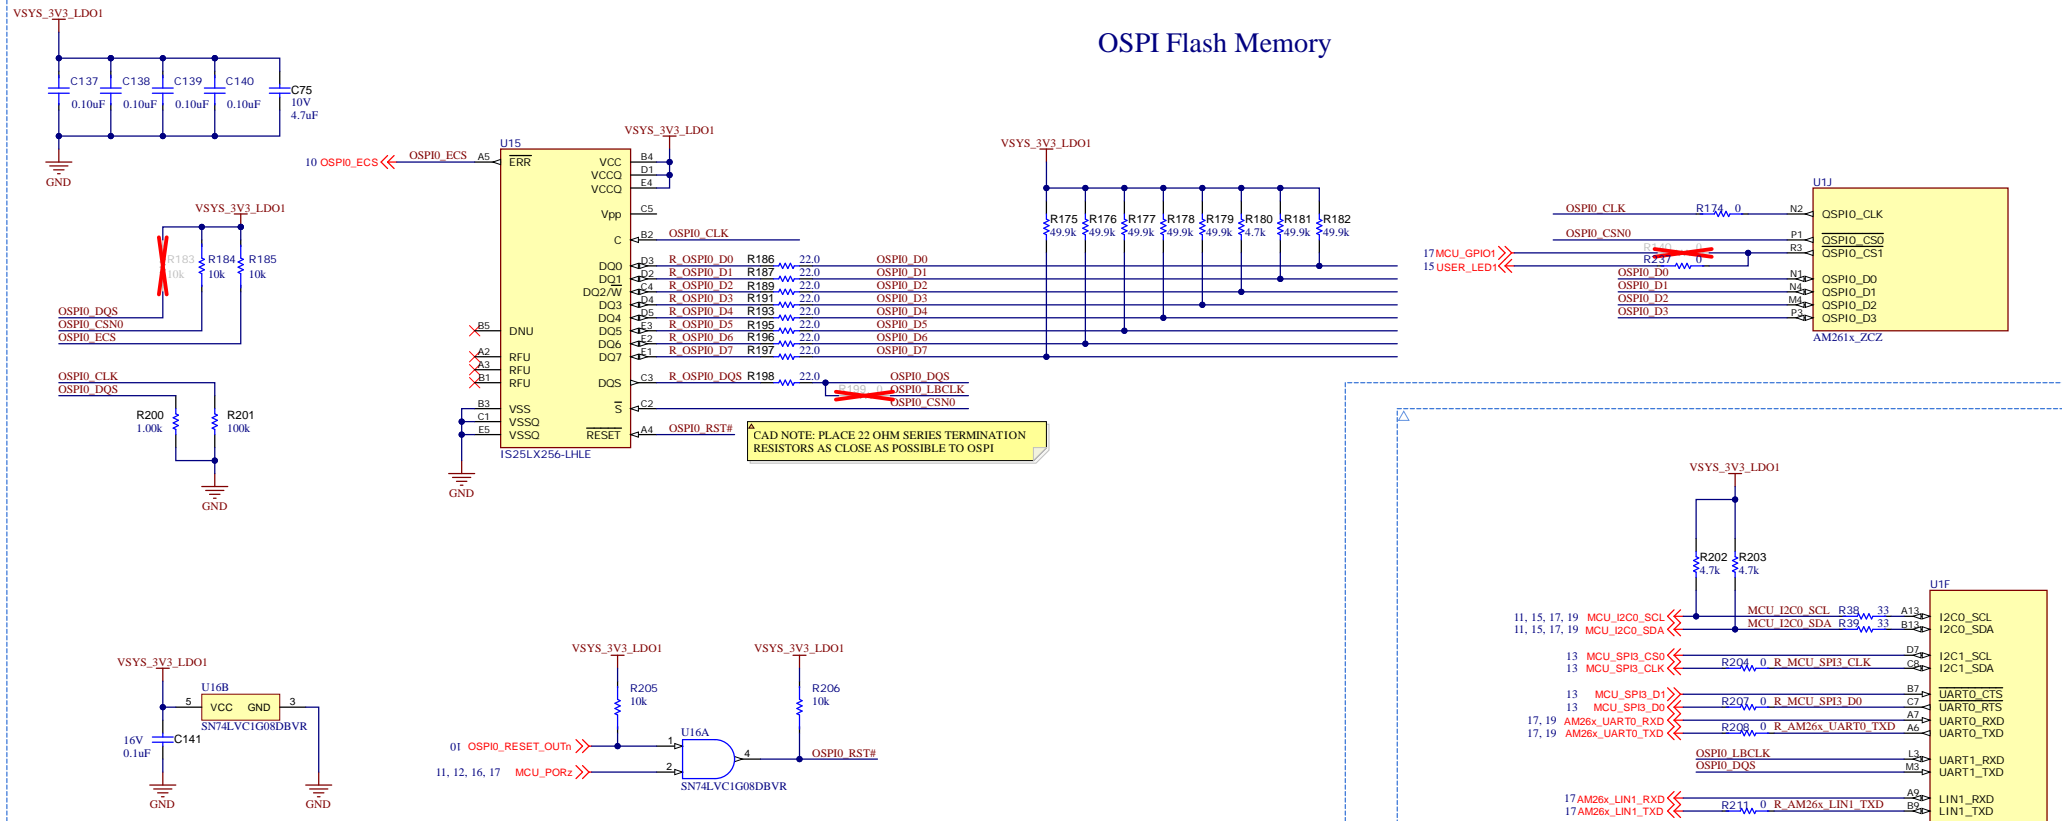 OSPI Flash Memory
VSYS_3V3_LDO1
C137
0.10uF
C138
0.10uF
C139
0.10uF
C140
0.10uF
C75
10V
4.7uF
GND
VSYS_3V3_LDO1
R183
10k
R184
10k
R185
10k
OSPI0_DQS
OSPI0_CSN0
OSPI0_ECS
OSPI0_CLK
OSPI0_DQS
R200
1.00k
R201
100k
GND
10 OSPI0_ECS
OSPI0_ECS
U15
VSYS_3V3_LDO1
A5 ERR
VCC B4
VCCQ D1
VCCQ E4
Vpp C5
C B2 OSPI0_CLK
DQ0 D3 R_OSPI0_D0 R186 22.0 OSPI0_D0
DQ1 D2 R_OSPI0_D1 R187 22.0 OSPI0_D1
DQ2/W C4 R_OSPI0_D2 R189 22.0 OSPI0_D2
DQ3 D4 R_OSPI0_D3 R191 22.0 OSPI0_D3
DQ4 D5 R_OSPI0_D4 R193 22.0 OSPI0_D4
B5 DNU
DQ5 E3 R_OSPI0_D5 R195 22.0 OSPI0_D5
DQ6 E2 R_OSPI0_D6 R196 22.0 OSPI0_D6
A2 RFU
DQ7 E1 R_OSPI0_D7 R197 22.0 OSPI0_D7
A3 RFU
B1 RFU
DQS C3 R_OSPI0_DQS R198 22.0 OSPI0_DQS
R199 0 OSPI0_LBCLK
B3 VSS
S C2 OSPI0_CSN0
C1 VSSQ
E5 VSSQ
RESET A4 OSPI0_RST#
IS25LX256-LHLE
GND
CAD NOTE: PLACE 22 OHM SERIES TERMINATION
RESISTORS AS CLOSE AS POSSIBLE TO OSPI
VSYS_3V3_LDO1
R175
49.9k
R176
49.9k
R177
49.9k
R178
49.9k
R179
49.9k
R180
4.7k
R181
49.9k
R182
49.9k
U1J
OSPI0_CLK R174 0 N2 QSPI0_CLK
OSPI0_CSN0 P1 QSPI0_CS0
17 MCU_GPIO1 R3 QSPI0_CS1
15 USER_LED1 R237 0
OSPI0_D0 N1 QSPI0_D0
OSPI0_D1 N4 QSPI0_D1
OSPI0_D2 M4 QSPI0_D2
OSPI0_D3 P3 QSPI0_D3
AM261x_ZCZ
VSYS_3V3_LDO1
R202
4.7k
R203
4.7k
U1F
11, 15, 17, 19 MCU_I2C0_SCL MCU_I2C0_SCL R38 33 A13 I2C0_SCL
11, 15, 17, 19 MCU_I2C0_SDA MCU_I2C0_SDA R39 33 B13 I2C0_SDA
13 MCU_SPI3_CS0 D7 I2C1_SCL
13 MCU_SPI3_CLK R204 0 R_MCU_SPI3_CLK C8 I2C1_SDA
13 MCU_SPI3_D1 B7 UART0_CTS
13 MCU_SPI3_D0 R207 0 R_MCU_SPI3_D0 C7 UART0_RTS
17, 19 AM26x_UART0_RXD A7 UART0_RXD
17, 19 AM26x_UART0_TXD R208 0 R_AM26x_UART0_TXD A6 UART0_TXD
OSPI0_LBCLK L3 UART1_RXD
OSPI0_DQS M3 UART1_TXD
17 AM26x_LIN1_RXD A9 LIN1_RXD
17 AM26x_LIN1_TXD R211 0 R_AM26x_LIN1_TXD B9 LIN1_TXD
VSYS_3V3_LDO1
U16B
5 VCC GND 3
SN74LVC1G08DBVR
16V
0.1uF
C141
GND
GND
VSYS_3V3_LDO1
R205
10k
VSYS_3V3_LDO1
R206
10k
U16A
01 OSPI0_RESET_OUTn 1
4 OSPI0_RST#
11, 12, 16, 17 MCU_PORz 2
SN74LVC1G08DBVR